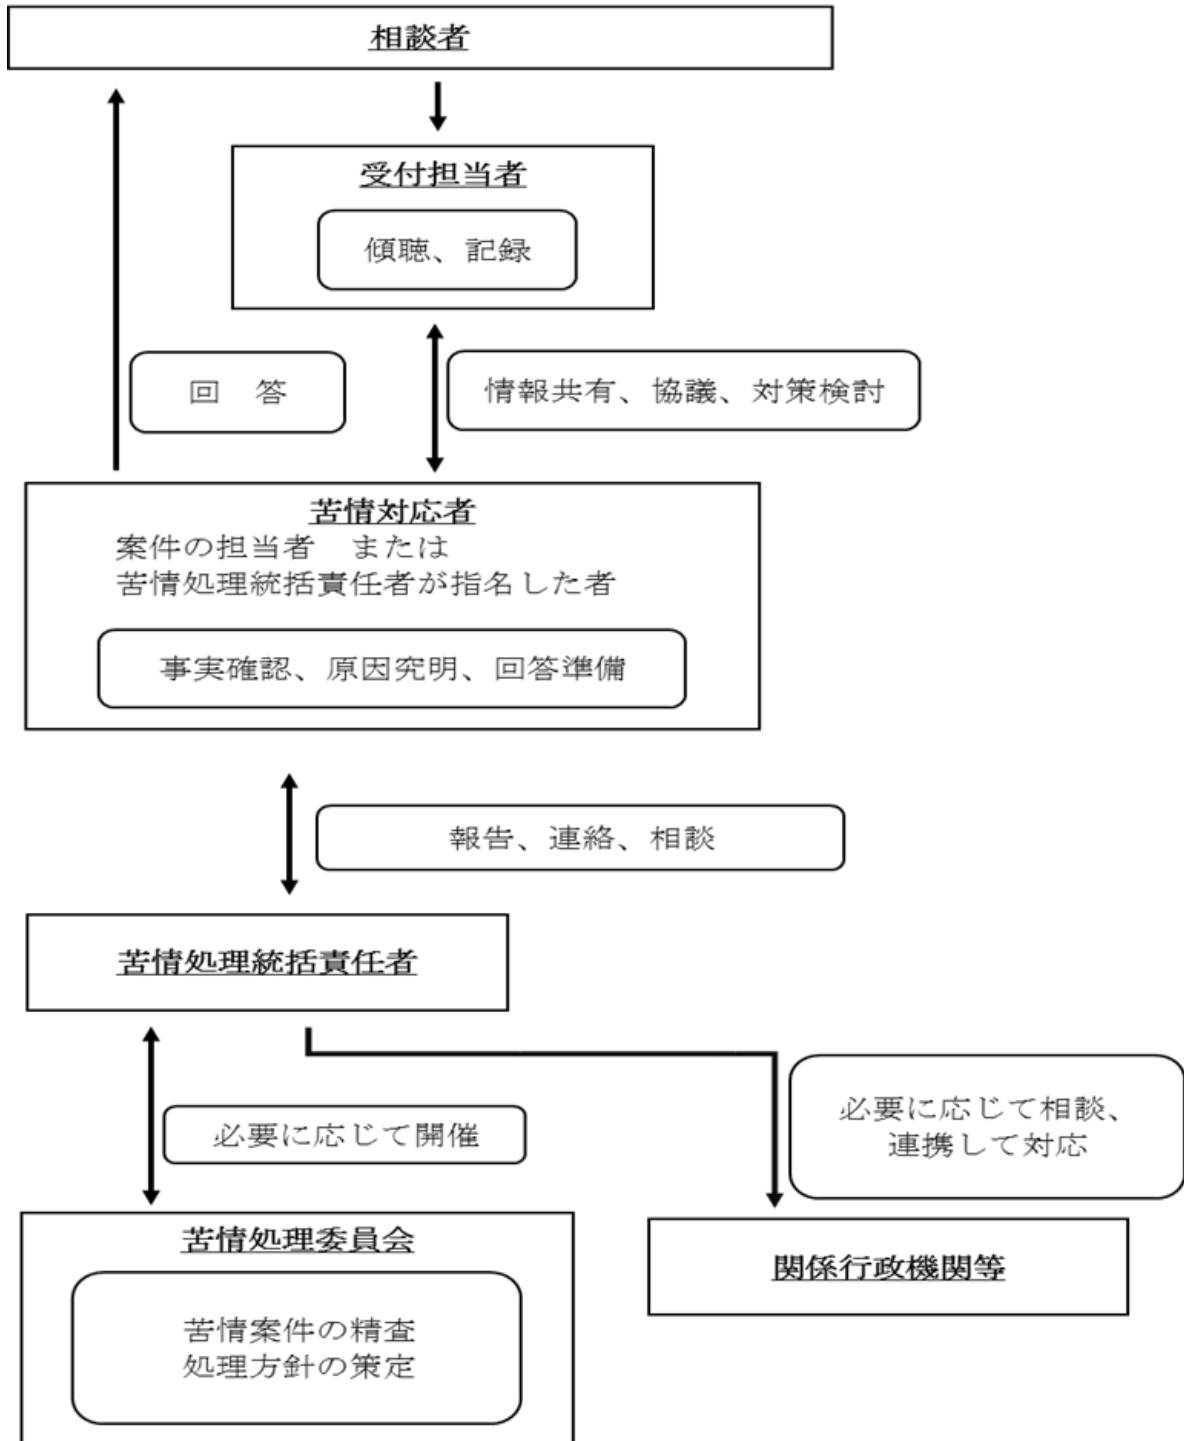 相談者
受付担当者
傾聴、記録
回　答
情報共有、協議、対策検討
苦情対応者
案件の担当者　または
苦情処理統括責任者が指名した者
事実確認、原因究明、回答準備
報告、連絡、相談
苦情処理統括責任者
必要に応じて開催
必要に応じて相談、
連携して対応
苦情処理委員会
苦情案件の精査
処理方針の策定
関係行政機関等